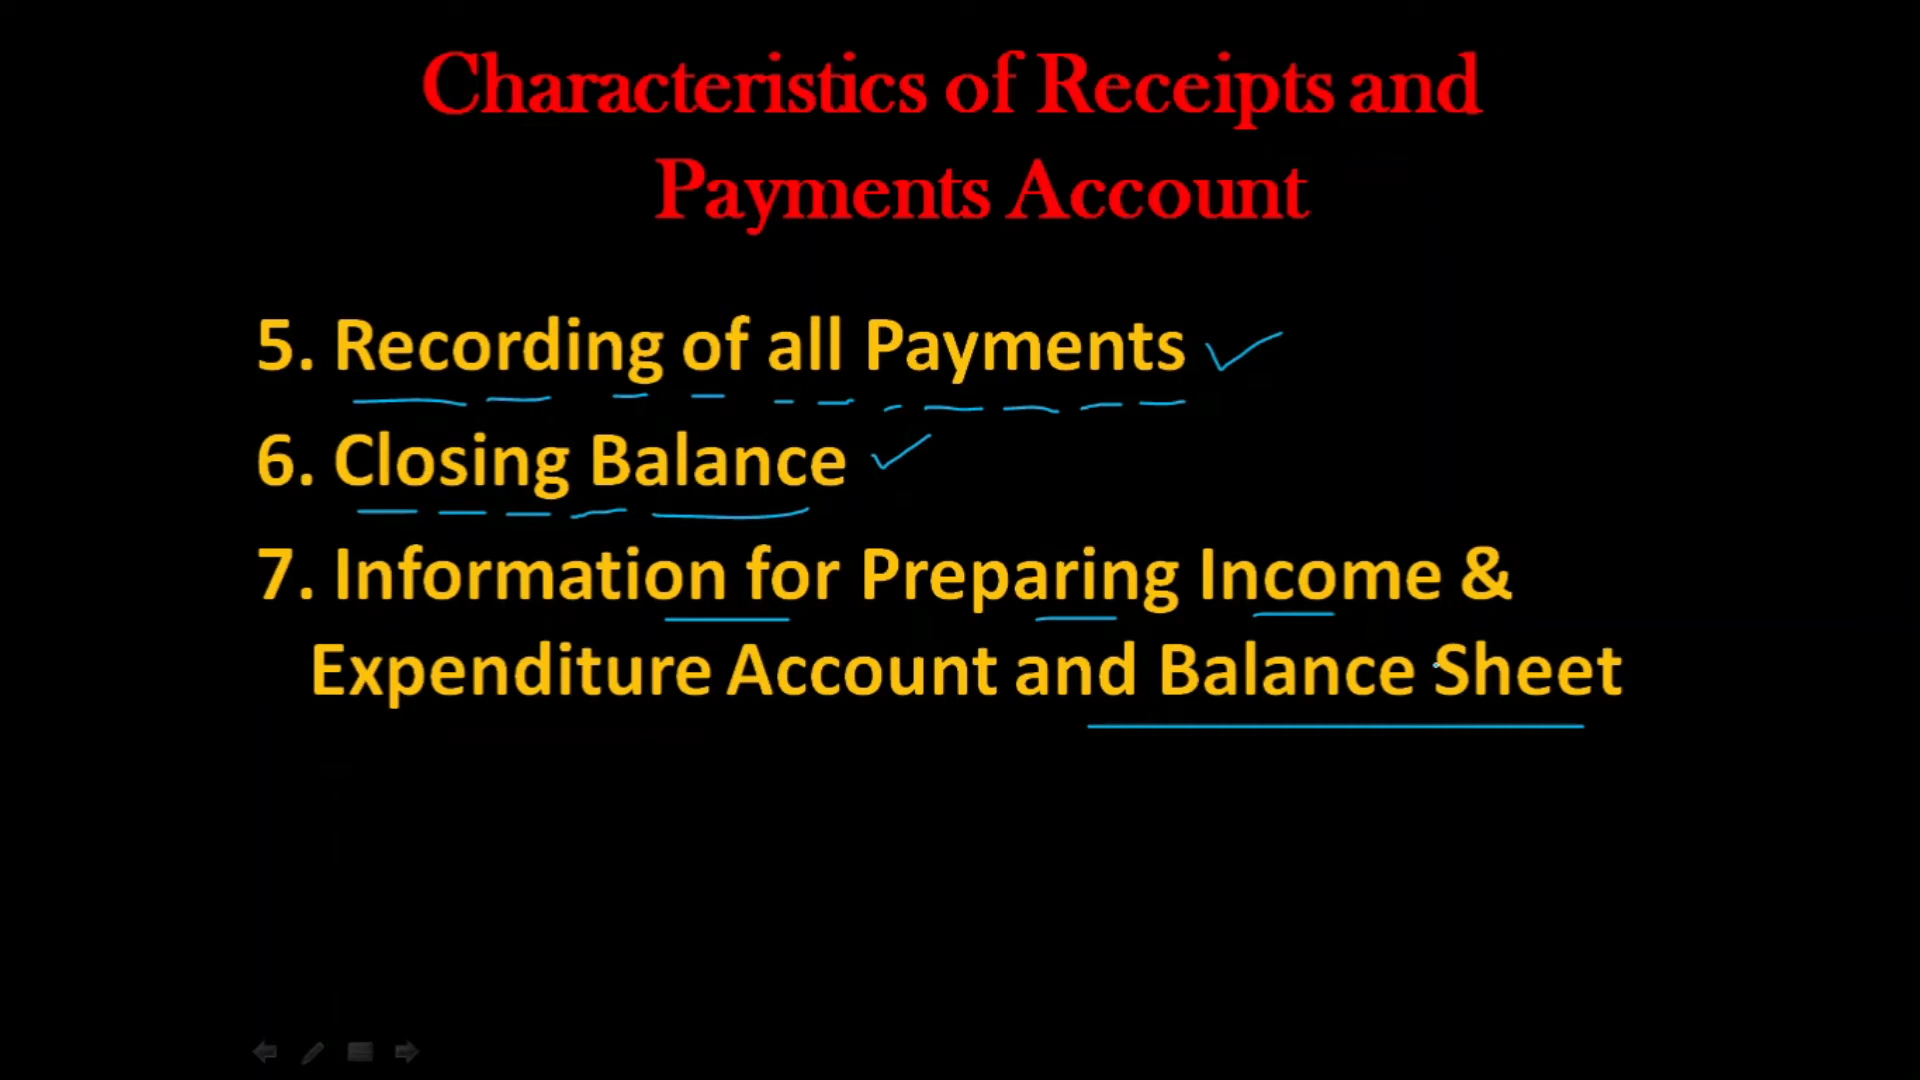 Characteristics of Receipts and
Payments Account
5. Recording of all Payments
6. Closing Balance
7. Information for Preparing Income &
Expenditure Account and Balance Sheet